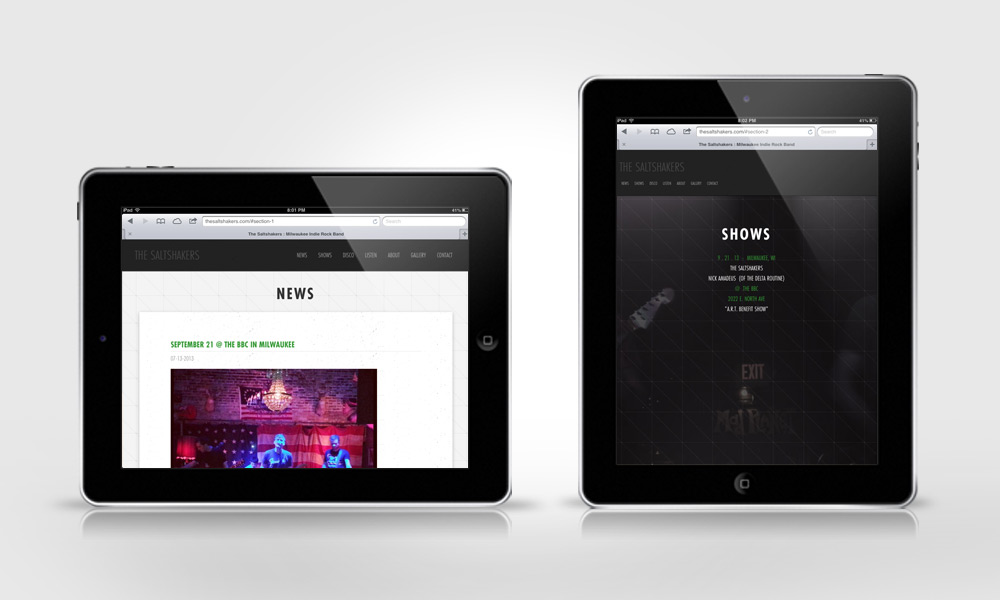 iPad
8:01 PM
41%
thesaltshakers.com/#section-1
Search
The Saltshakers : Milwaukee Indie Rock Band
THE SALTSHAKERS
NEWS SHOWS DISCO LISTEN ABOUT GALLERY CONTACT
NEWS
SEPTEMBER 21 @ THE BBC IN MILWAUKEE
07-13-2013
iPad
8:02 PM
41%
thesaltshakers.com/#section-2
Search
The Saltshakers : Milwaukee Indie Rock Band
THE SALTSHAKERS
NEWS SHOWS DISCO LISTEN ABOUT GALLERY CONTACT
SHOWS
9 . 21 . 13 :: MILWAUKEE, WI
THE SALTSHAKERS
NICK AMADEUS (OF THE DELTA ROUTINE)
@ THE BBC
2022 E. NORTH AVE
"A.R.T. BENEFIT SHOW"
EXIT